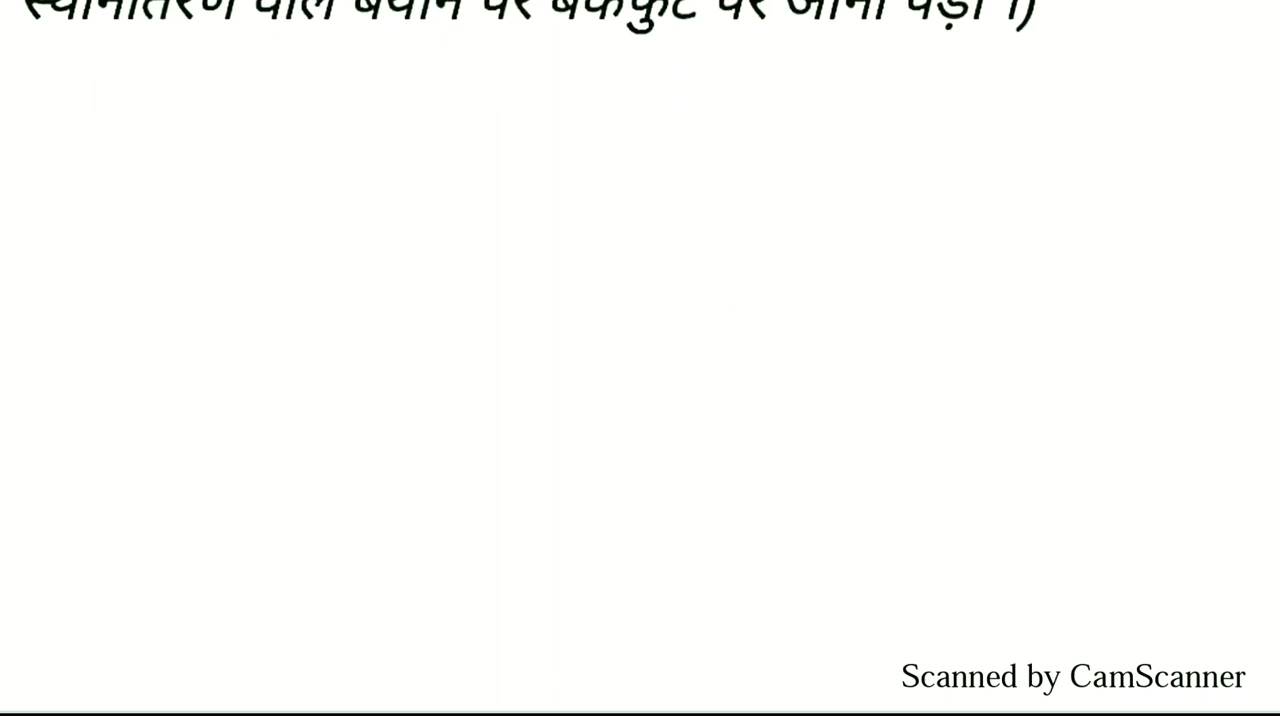 स्थानांतरण वाले बयान पर बैकफुट पर जाना पड़ा ।)
Scanned by CamScanner